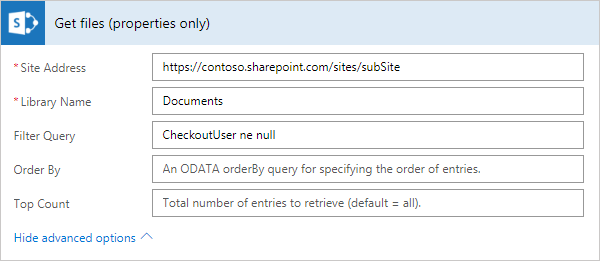 S
Get files (properties only)
* Site Address https://contoso.sharepoint.com/sites/subSite
* Library Name Documents
Filter Query CheckoutUser ne null
Order By An ODATA orderBy query for specifying the order of entries.
Top Count Total number of entries to retrieve (default = all).
Hide advanced options